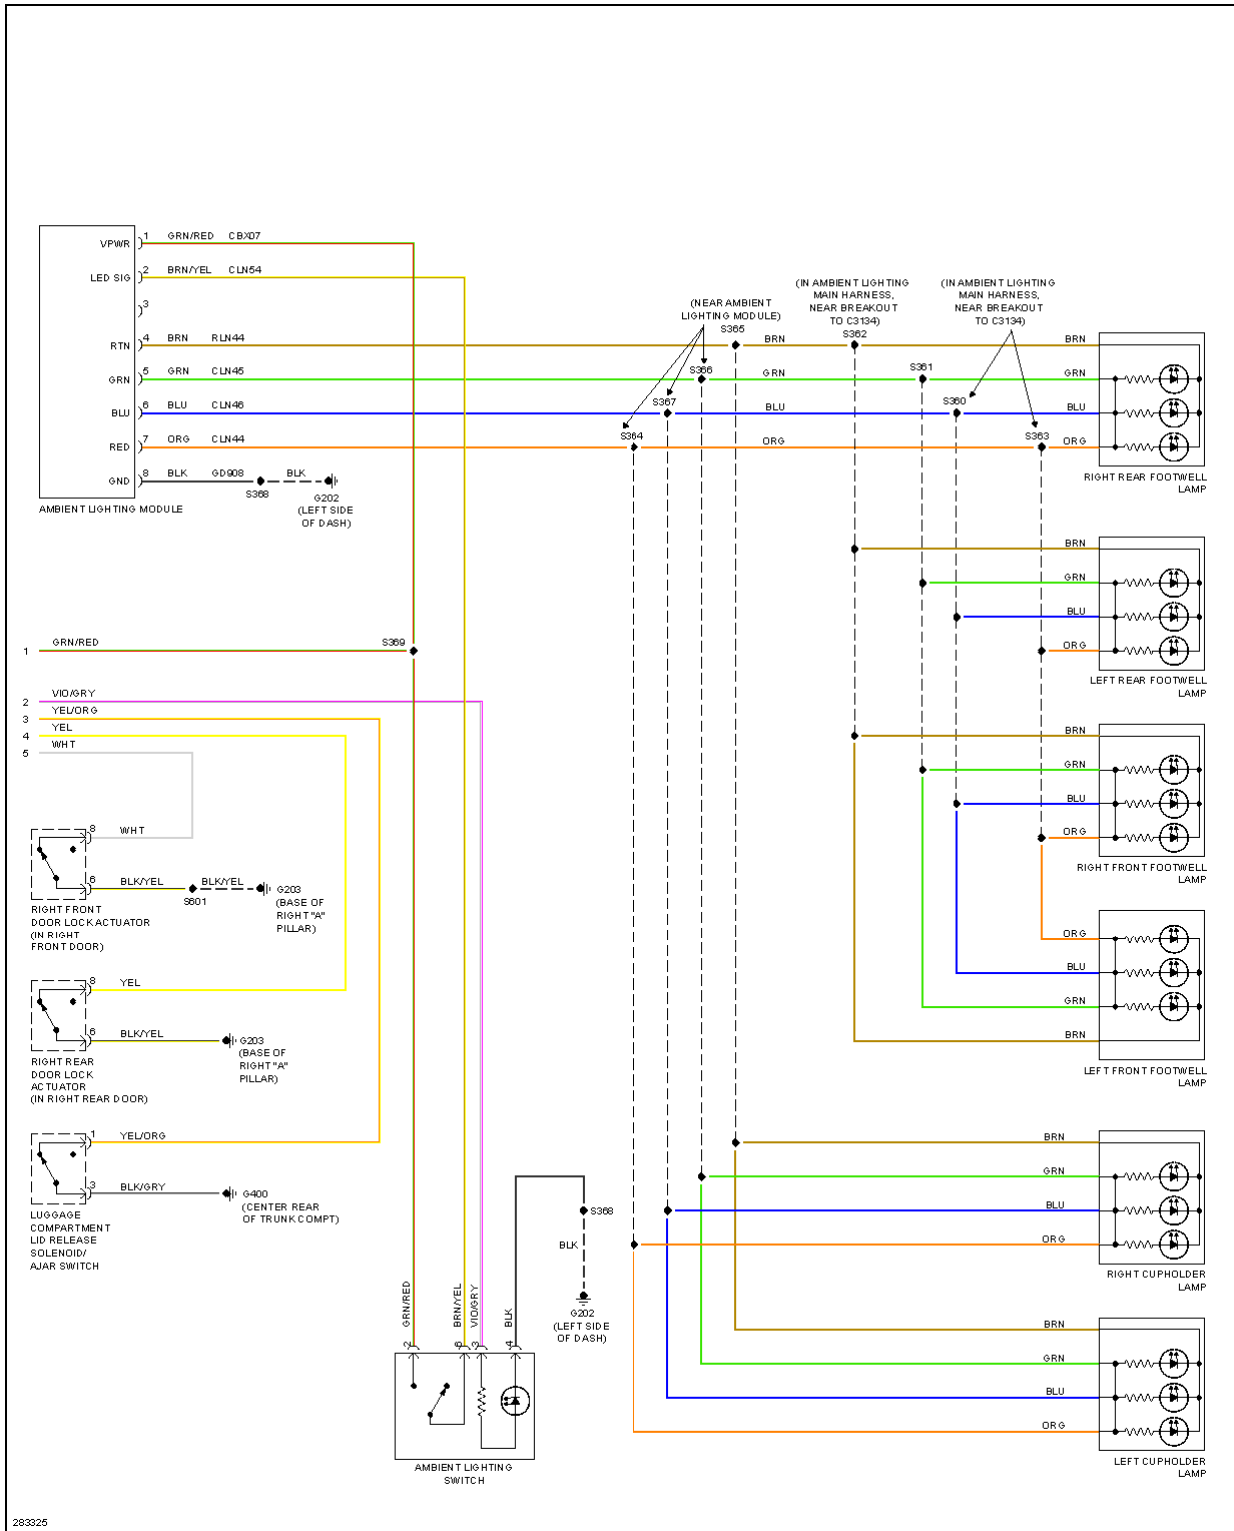 VPWR
1 GRN/RED CBX07
LED SIG
2 BRN/YEL CLN54
3
RTN
4 BRN RLN44
GRN
5 GRN CLN45
BLU
6 BLU CLN46
RED
7 ORG CLN44
GND
8 BLK GD908 BLK
S368
G202
(LEFT SIDE
OF DASH)
AMBIENT LIGHTING MODULE
(NEAR AMBIENT
LIGHTING MODULE)
(IN AMBIENT LIGHTING
MAIN HARNESS,
NEAR BREAKOUT
TO C3134)
(IN AMBIENT LIGHTING
MAIN HARNESS,
NEAR BREAKOUT
TO C3134)
S365 BRN S362 BRN
S366 GRN S361 GRN
S367 BLU S360 BLU
S364 ORG S363 ORG
RIGHT REAR FOOTWELL
LAMP
BRN
GRN
BLU
ORG
LEFT REAR FOOTWELL
LAMP
BRN
GRN
BLU
ORG
RIGHT FRONT FOOTWELL
LAMP
ORG
BLU
GRN
BRN
LEFT FRONT FOOTWELL
LAMP
BRN
GRN
BLU
ORG
RIGHT CUPHOLDER
LAMP
BRN
GRN
BLU
ORG
LEFT CUPHOLDER
LAMP
1 GRN/RED S369
2 VIO/GRY
3 YEL/ORG
4 YEL
5 WHT
8 WHT
6 BLK/YEL BLK/YEL
S601
G203
(BASE OF
RIGHT "A"
PILLAR)
RIGHT FRONT
DOOR LOCK ACTUATOR
(IN RIGHT
FRONT DOOR)
8 YEL
6 BLK/YEL
G203
(BASE OF
RIGHT "A"
PILLAR)
RIGHT REAR
DOOR LOCK
ACTUATOR
(IN RIGHT REAR DOOR)
1 YEL/ORG
3 BLK/GRY
G400
(CENTER REAR
OF TRUNK COMPT)
LUGGAGE
COMPARTMENT
LID RELEASE
SOLENOID/
AJAR SWITCH
S368
BLK
G202
(LEFT SIDE
OF DASH)
GRN/RED
BRN/YEL
VIO/GRY
BLK
2 6 3 4
AMBIENT LIGHTING
SWITCH
283325